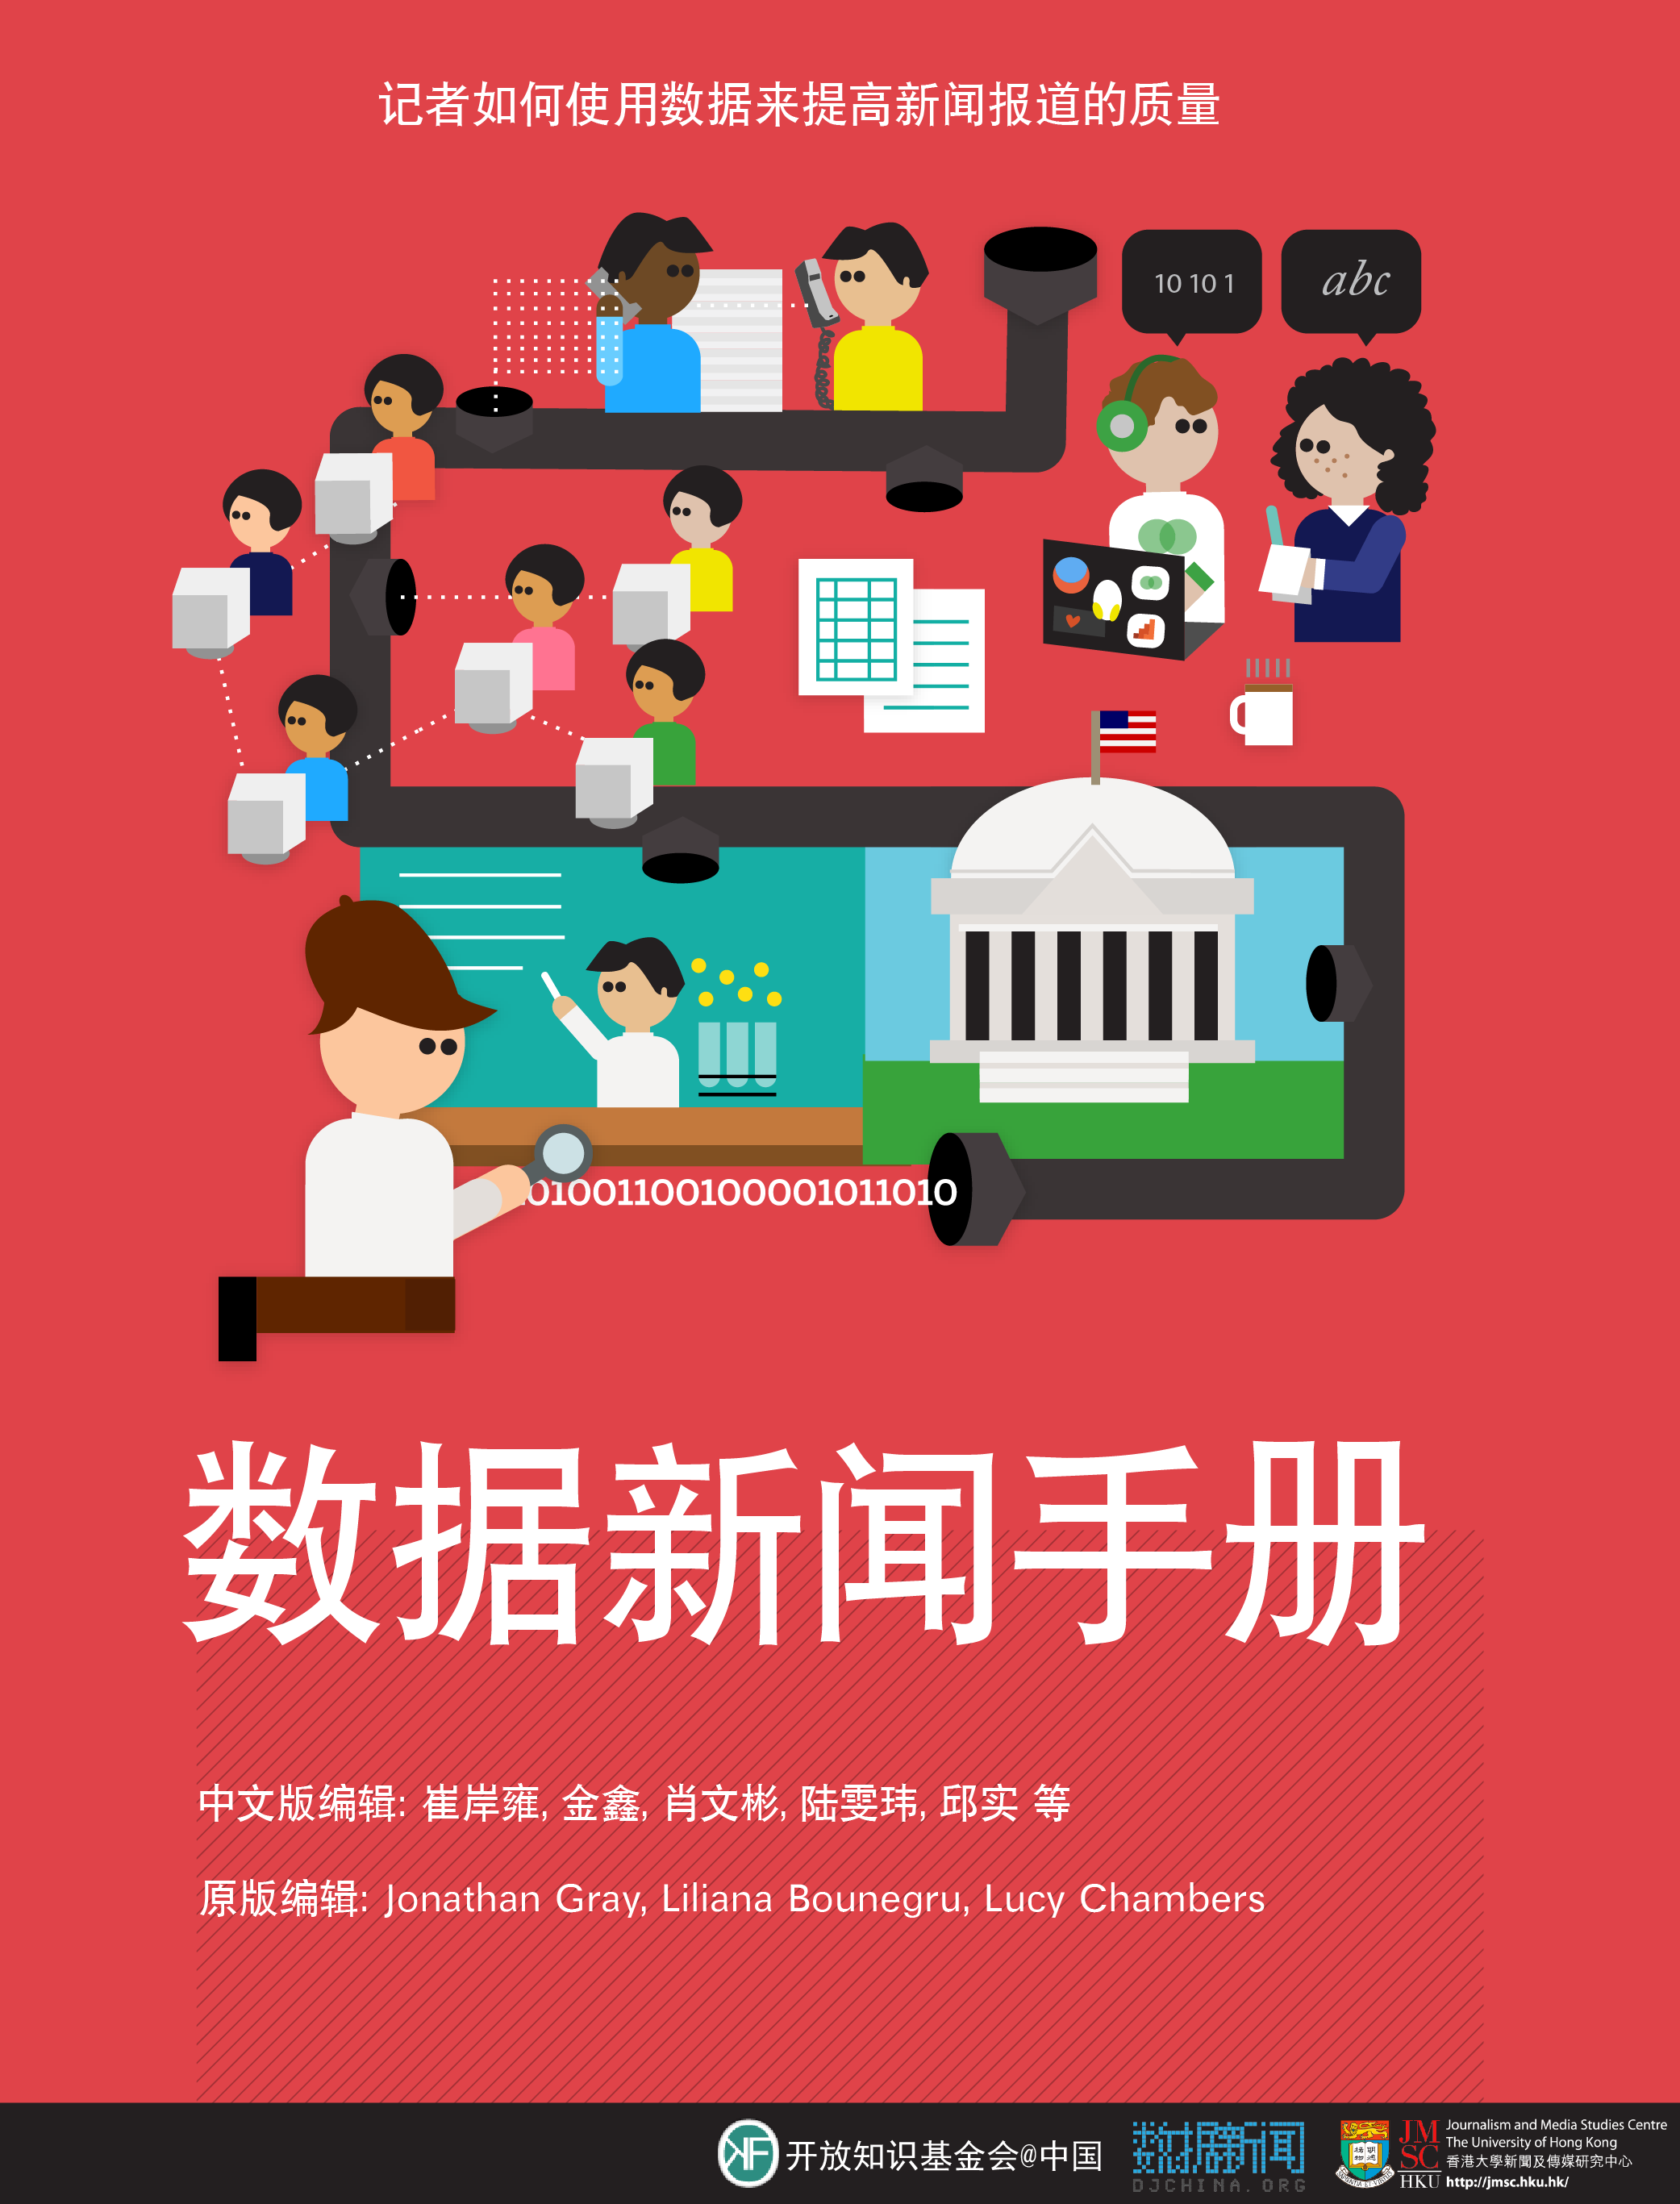 记者如何使用数据来提高新闻报道的质量
10 10 1
abc
0100110010000101101​0
数据新闻手册
中文版编辑: 崔岸雍, 金鑫, 肖文彬, 陆雯玮, 邱实 等
原版编辑: Jonathan Gray, Liliana Bounegru, Lucy Chambers
开放知识基金会@中国
数据新闻
DJCHINA.ORG
JM
SC
HKU
Journalism and Media Studies Centre
The University of Hong Kong
香港大學新聞及傳媒研究中心
http://jmsc.hku.hk/